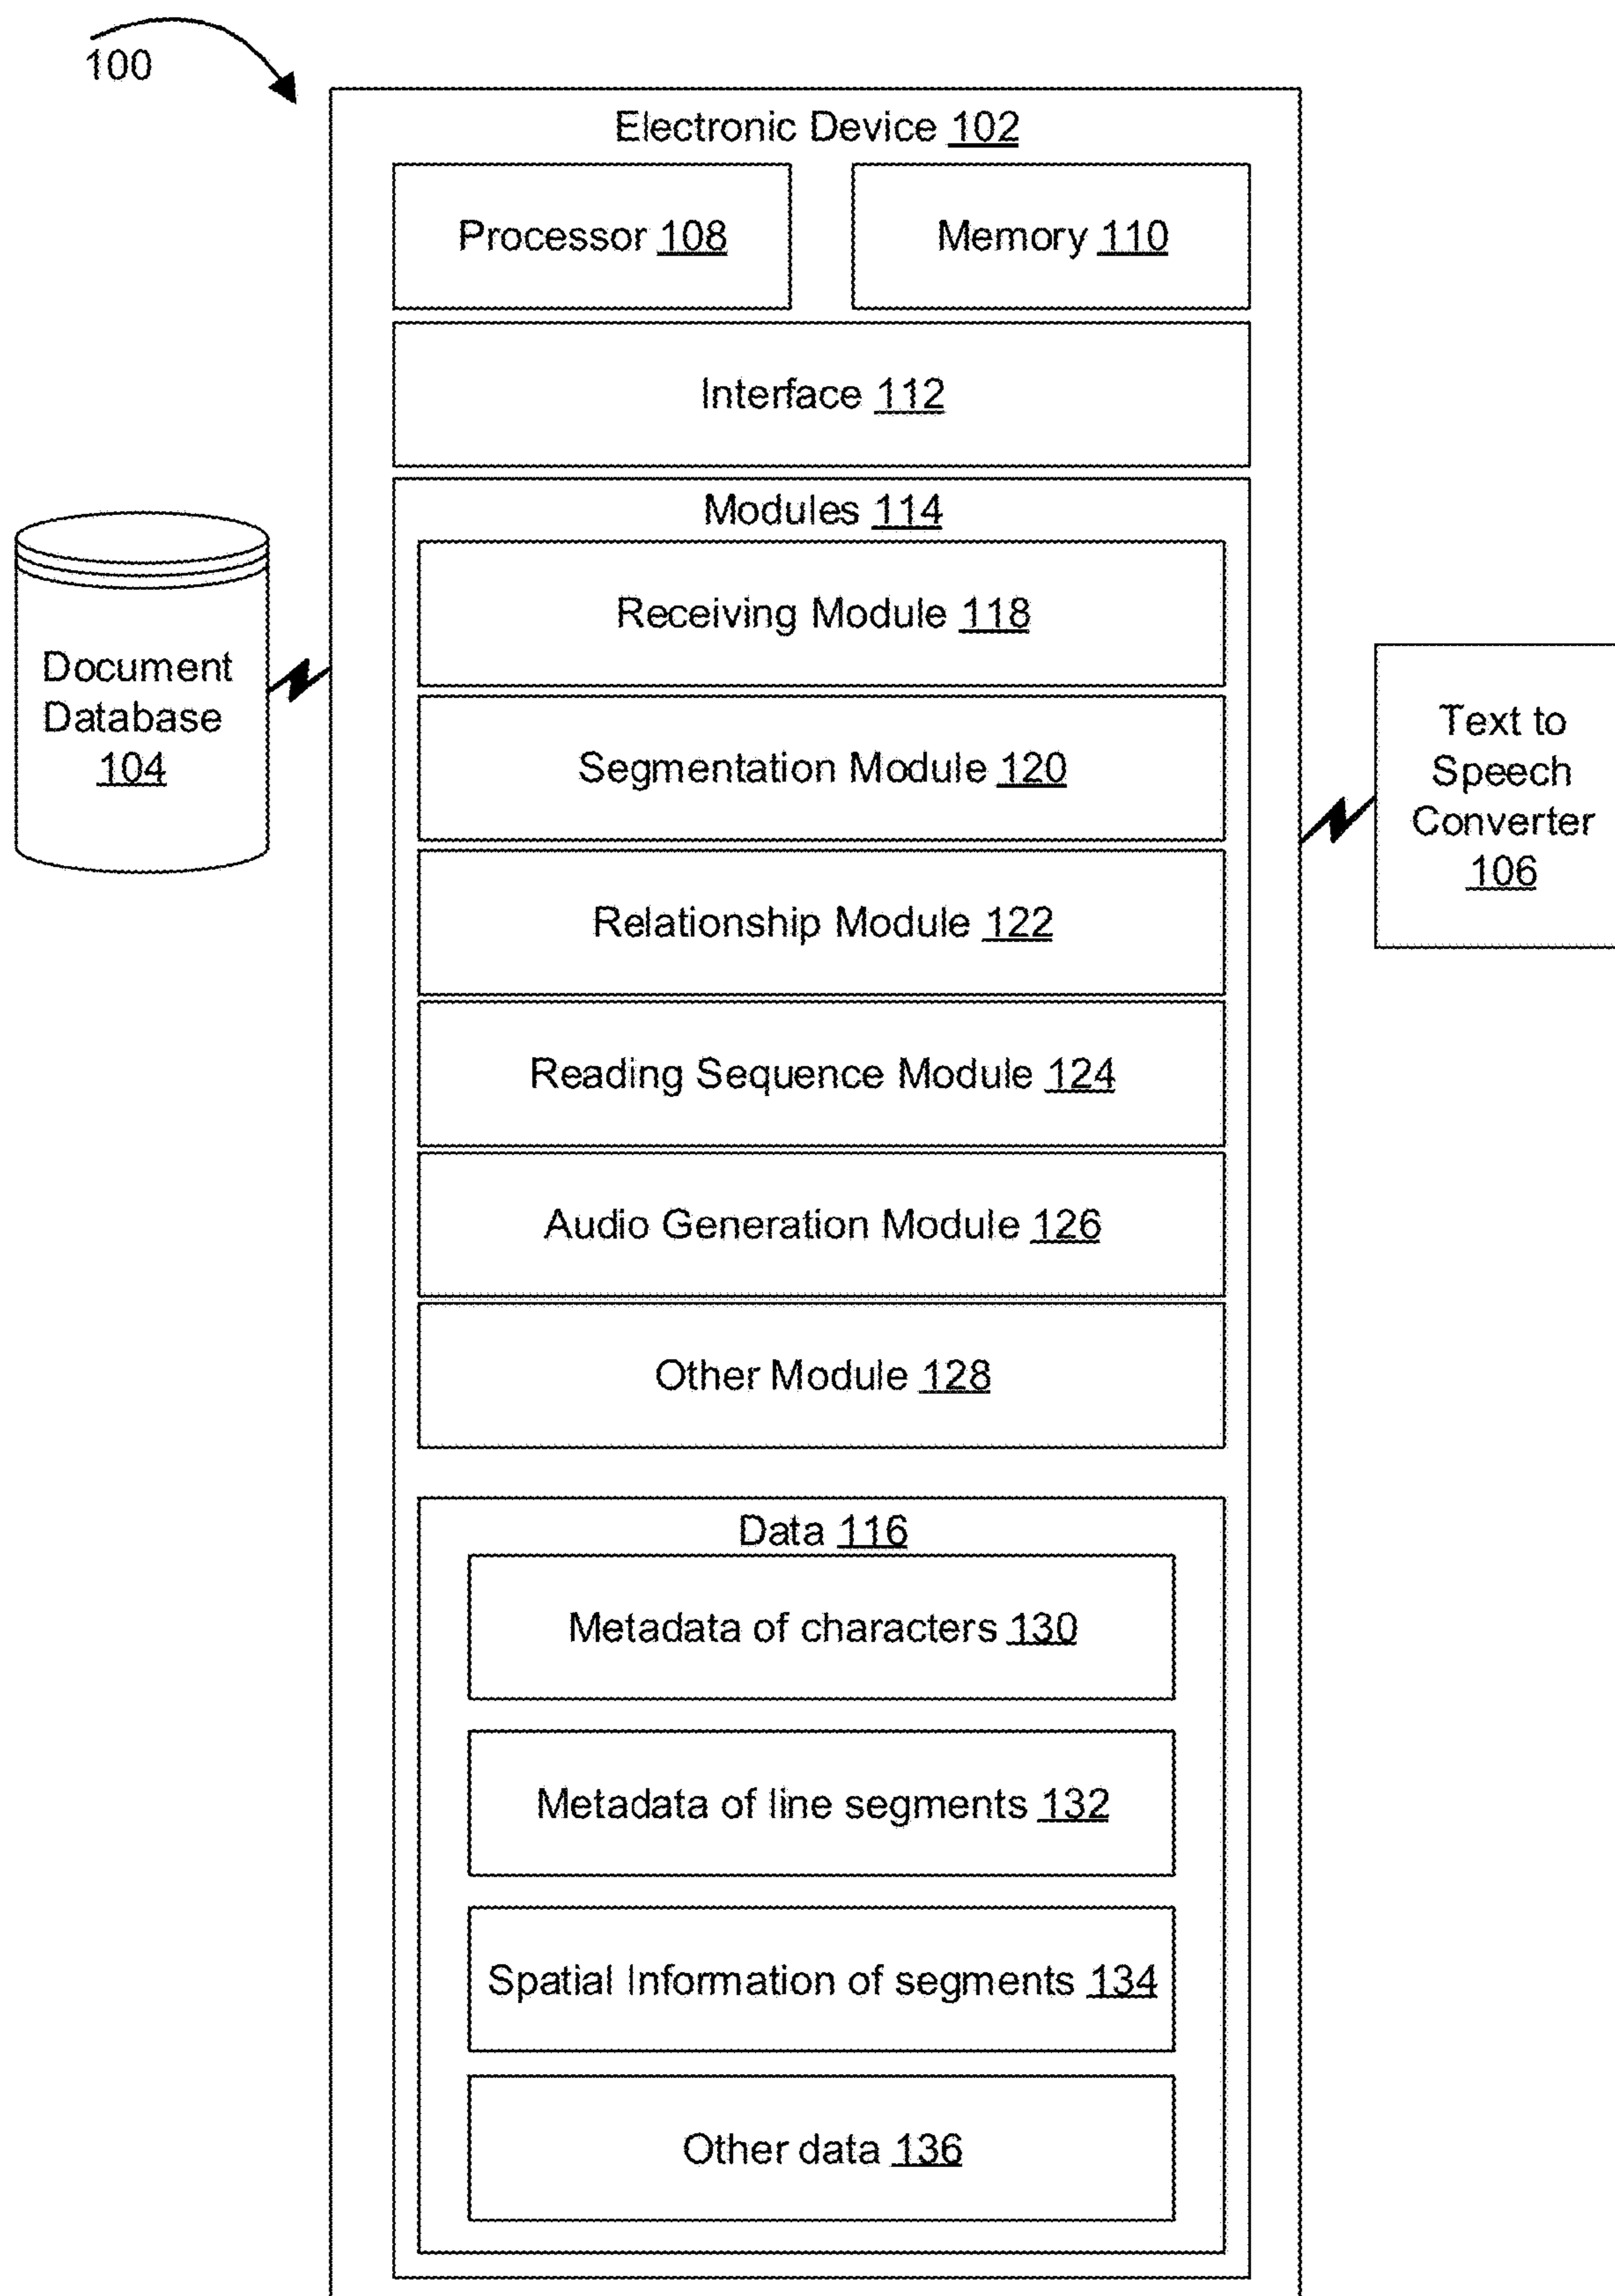 100
Electronic Device 102
Processor 108
Memory 110
Interface 112
Modules 114
Receiving Module 118
Segmentation Module 120
Relationship Module 122
Reading Sequence Module 124
Audio Generation Module 126
Other Module 128
Data 116
Metadata of characters 130
Metadata of line segments 132
Spatial Information of segments 134
Other data 136
Document
Database
104
Text to
Speech
Converter
106